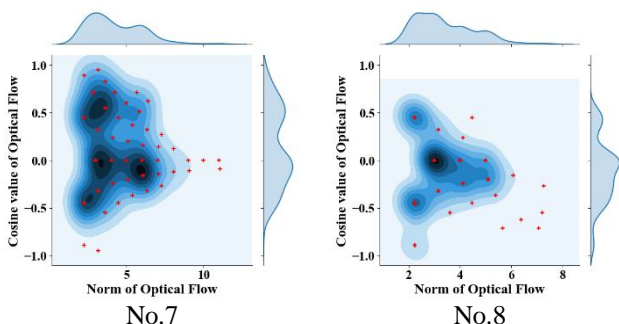 1.0
0.5
0.0
−0.5
−1.0
Cosine value of Optical Flow
5
10
Norm of Optical Flow
No.7
1.0
0.5
0.0
−0.5
−1.0
Cosine value of Optical Flow
2
4
6
8
Norm of Optical Flow
No.8